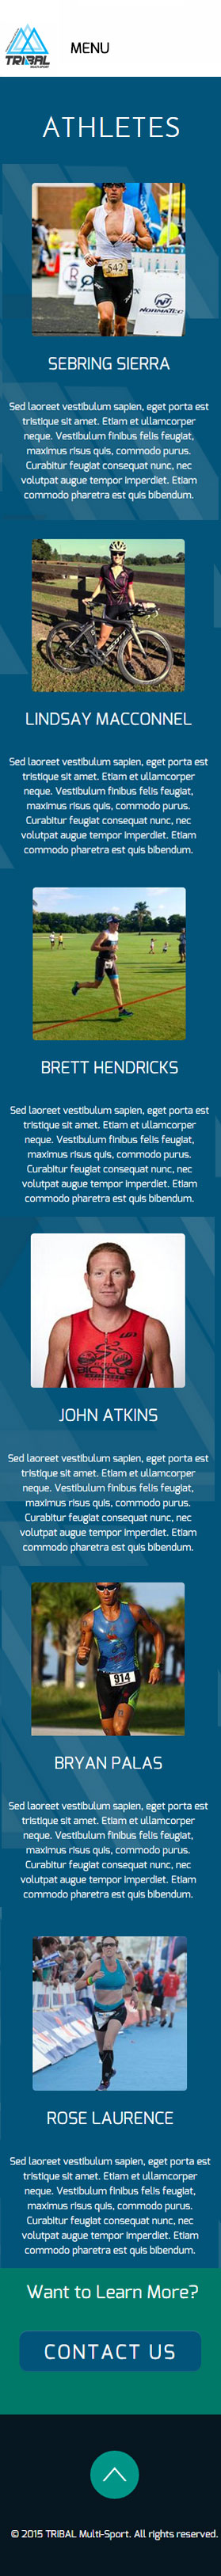 TRIBAL
MULTI-SPORT
MENU
ATHLETES
542
NORMATEC
SEBRING SIERRA
Sed laoreet vestibulum sapien, eget porta est
tristique sit amet. Etiam et ullamcorper
neque. Vestibulum finibus felis feugiat,
maximus risus quis, commodo purus.
Curabitur feugiat consequat nunc, nec
volutpat augue tempor imperdiet. Etiam
commodo pharetra est quis bibendum.
LINDSAY MACCONNEL
Sed laoreet vestibulum sapien, eget porta est
tristique sit amet. Etiam et ullamcorper
neque. Vestibulum finibus felis feugiat,
maximus risus quis, commodo purus.
Curabitur feugiat consequat nunc, nec
volutpat augue tempor imperdiet. Etiam
commodo pharetra est quis bibendum.
BRETT HENDRICKS
Sed laoreet vestibulum sapien, eget porta est
tristique sit amet. Etiam et ullamcorper
neque. Vestibulum finibus felis feugiat,
maximus risus quis, commodo purus.
Curabitur feugiat consequat nunc, nec
volutpat augue tempor imperdiet. Etiam
commodo pharetra est quis bibendum.
BICYCLE
JOHN ATKINS
Sed laoreet vestibulum sapien, eget porta est
tristique sit amet. Etiam et ullamcorper
neque. Vestibulum finibus felis feugiat,
maximus risus quis, commodo purus.
Curabitur feugiat consequat nunc, nec
volutpat augue tempor imperdiet. Etiam
commodo pharetra est quis bibendum.
914
BRYAN PALAS
Sed laoreet vestibulum sapien, eget porta est
tristique sit amet. Etiam et ullamcorper
neque. Vestibulum finibus felis feugiat,
maximus risus quis, commodo purus.
Curabitur feugiat consequat nunc, nec
volutpat augue tempor imperdiet. Etiam
commodo pharetra est quis bibendum.
ROSE LAURENCE
Sed laoreet vestibulum sapien, eget porta est
tristique sit amet. Etiam et ullamcorper
neque. Vestibulum finibus felis feugiat,
maximus risus quis, commodo purus.
Curabitur feugiat consequat nunc, nec
volutpat augue tempor imperdiet. Etiam
commodo pharetra est quis bibendum.
Want to Learn More?
CONTACT US
© 2015 TRIBAL Multi-Sport. All rights reserved.